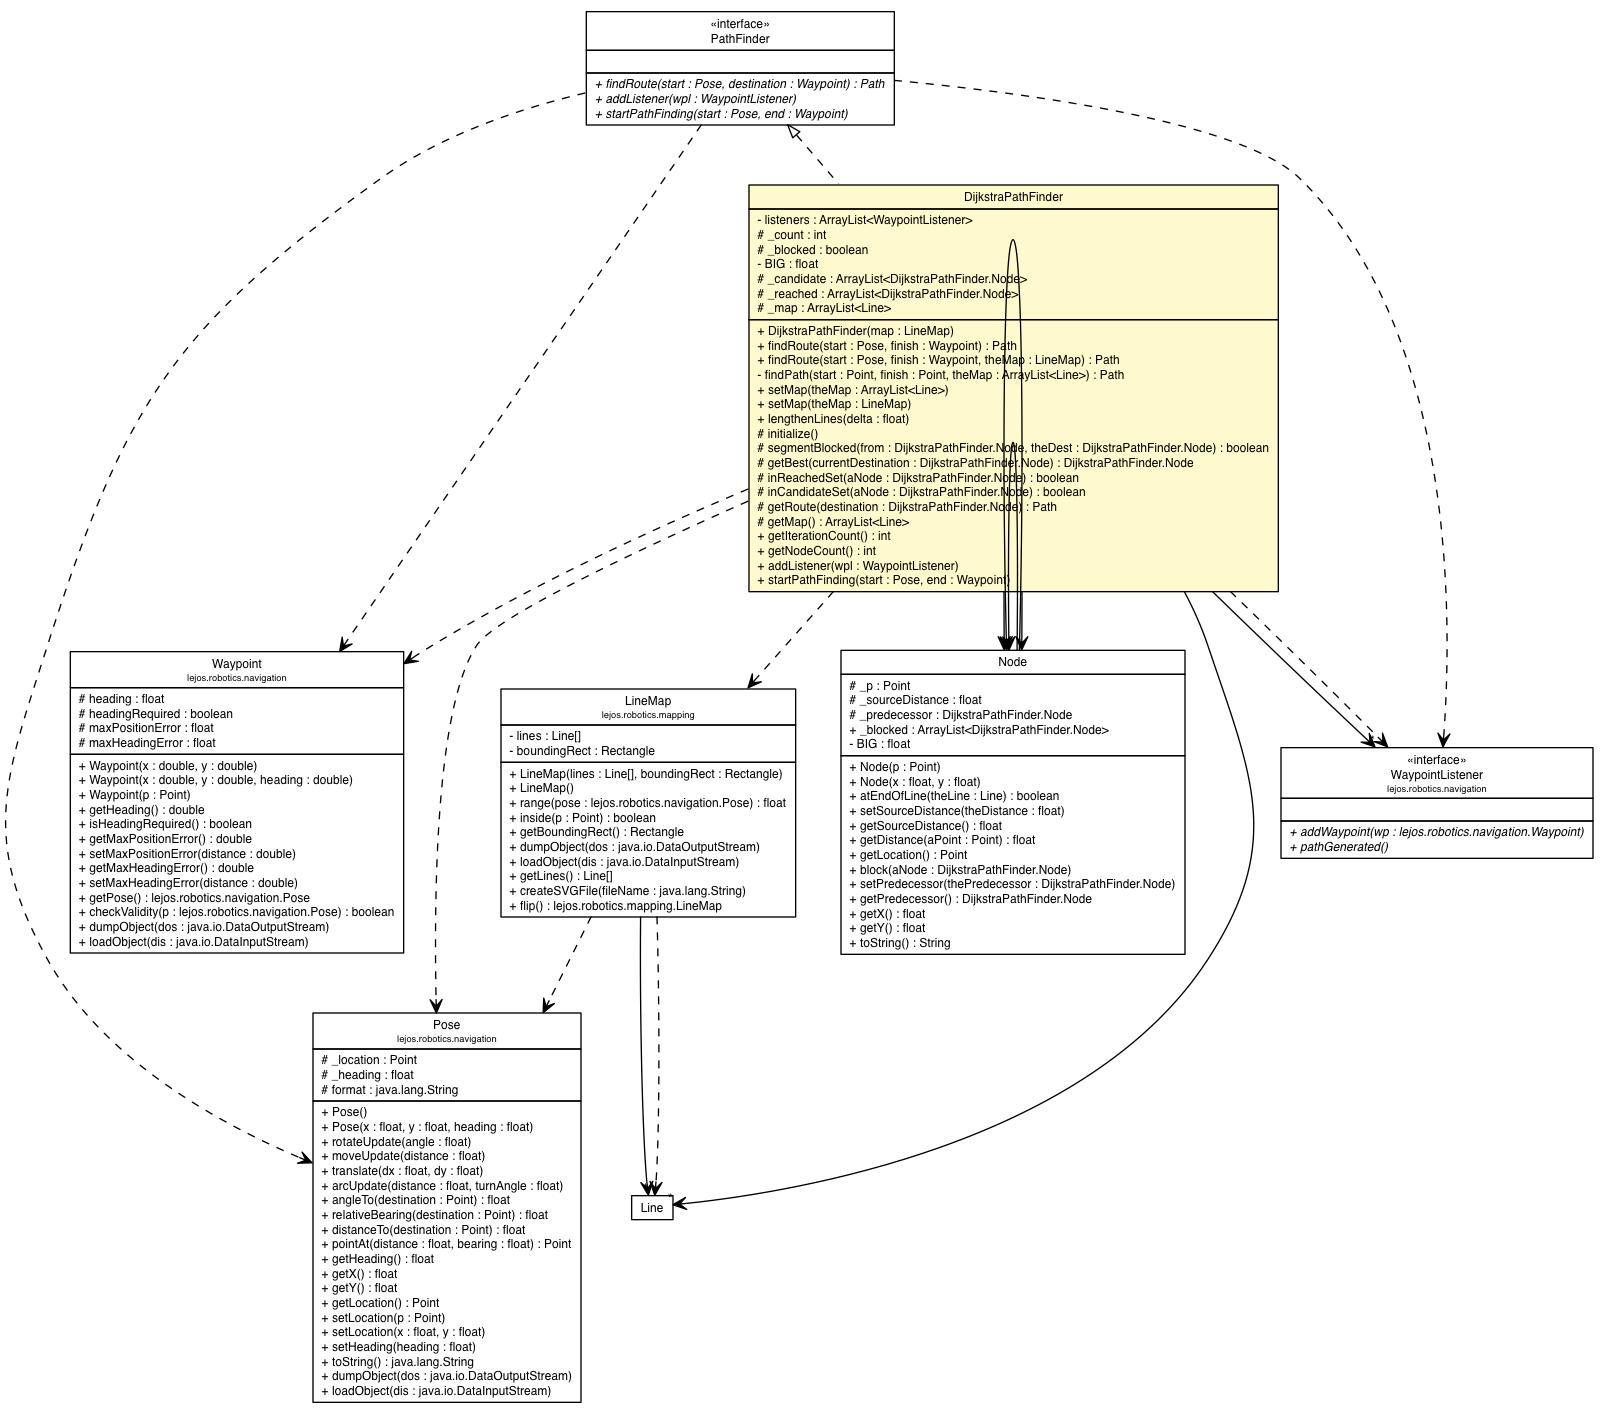 «interface»
PathFinder
+ findRoute(start : Pose, destination : Waypoint) : Path
+ addListener(wpl : WaypointListener)
+ startPathFinding(start : Pose, end : Waypoint)
DijkstraPathFinder
- listeners : ArrayList<WaypointListener>
# _count : int
# _blocked : boolean
- BIG : float
# _candidate : ArrayList<DijkstraPathFinder.Node>
# _reached : ArrayList<DijkstraPathFinder.Node>
# _map : ArrayList<Line>
+ DijkstraPathFinder(map : LineMap)
+ findRoute(start : Pose, finish : Waypoint) : Path
+ findRoute(start : Pose, finish : Waypoint, theMap : LineMap) : Path
- findPath(start : Point, finish : Point, theMap : ArrayList<Line>) : Path
+ setMap(theMap : ArrayList<Line>)
+ setMap(theMap : LineMap)
+ lengthenLines(delta : float)
# initialize()
# segmentBlocked(from : DijkstraPathFinder.Node, theDest : DijkstraPathFinder.Node) : boolean
# getBest(currentDestination : DijkstraPathFinder.Node) : DijkstraPathFinder.Node
# inReachedSet(aNode : DijkstraPathFinder.Node) : boolean
# inCandidateSet(aNode : DijkstraPathFinder.Node) : boolean
# getRoute(destination : DijkstraPathFinder.Node) : Path
# getMap() : ArrayList<Line>
+ getIterationCount() : int
+ getNodeCount() : int
+ addListener(wpl : WaypointListener)
+ startPathFinding(start : Pose, end : Waypoint)
Waypoint
lejos.robotics.navigation
# heading : float
# headingRequired : boolean
# maxPositionError : float
# maxHeadingError : float
+ Waypoint(x : double, y : double)
+ Waypoint(x : double, y : double, heading : double)
+ Waypoint(p : Point)
+ getHeading() : double
+ isHeadingRequired() : boolean
+ getMaxPositionError() : double
+ setMaxPositionError(distance : double)
+ getMaxHeadingError() : double
+ setMaxHeadingError(distance : double)
+ getPose() : lejos.robotics.navigation.Pose
+ checkValidity(p : lejos.robotics.navigation.Pose) : boolean
+ dumpObject(dos : java.io.DataOutputStream)
+ loadObject(dis : java.io.DataInputStream)
LineMap
lejos.robotics.mapping
- lines : Line[]
- boundingRect : Rectangle
+ LineMap(lines : Line[], boundingRect : Rectangle)
+ LineMap()
+ range(pose : lejos.robotics.navigation.Pose) : float
+ inside(p : Point) : boolean
+ getBoundingRect() : Rectangle
+ dumpObject(dos : java.io.DataOutputStream)
+ loadObject(dis : java.io.DataInputStream)
+ getLines() : Line[]
+ createSVGFile(fileName : java.lang.String)
+ flip() : lejos.robotics.mapping.LineMap
Node
# _p : Point
# _sourceDistance : float
# _predecessor : DijkstraPathFinder.Node
+ _blocked : ArrayList<DijkstraPathFinder.Node>
- BIG : float
+ Node(p : Point)
+ Node(x : float, y : float)
+ atEndOfLine(theLine : Line) : boolean
+ setSourceDistance(theDistance : float)
+ getSourceDistance() : float
+ getDistance(aPoint : Point) : float
+ getLocation() : Point
+ block(aNode : DijkstraPathFinder.Node)
+ setPredecessor(thePredecessor : DijkstraPathFinder.Node)
+ getPredecessor() : DijkstraPathFinder.Node
+ getX() : float
+ getY() : float
+ toString() : String
«interface»
WaypointListener
lejos.robotics.navigation
+ addWaypoint(wp : lejos.robotics.navigation.Waypoint)
+ pathGenerated()
Pose
lejos.robotics.navigation
# _location : Point
# _heading : float
# format : java.lang.String
+ Pose()
+ Pose(x : float, y : float, heading : float)
+ rotateUpdate(angle : float)
+ moveUpdate(distance : float)
+ translate(dx : float, dy : float)
+ arcUpdate(distance : float, turnAngle : float)
+ angleTo(destination : Point) : float
+ relativeBearing(destination : Point) : float
+ distanceTo(destination : Point) : float
+ pointAt(distance : float, bearing : float) : Point
+ getHeading() : float
+ getX() : float
+ getY() : float
+ getLocation() : Point
+ setLocation(p : Point)
+ setLocation(x : float, y : float)
+ setHeading(heading : float)
+ toString() : java.lang.String
+ dumpObject(dos : java.io.DataOutputStream)
+ loadObject(dis : java.io.DataInputStream)
Line